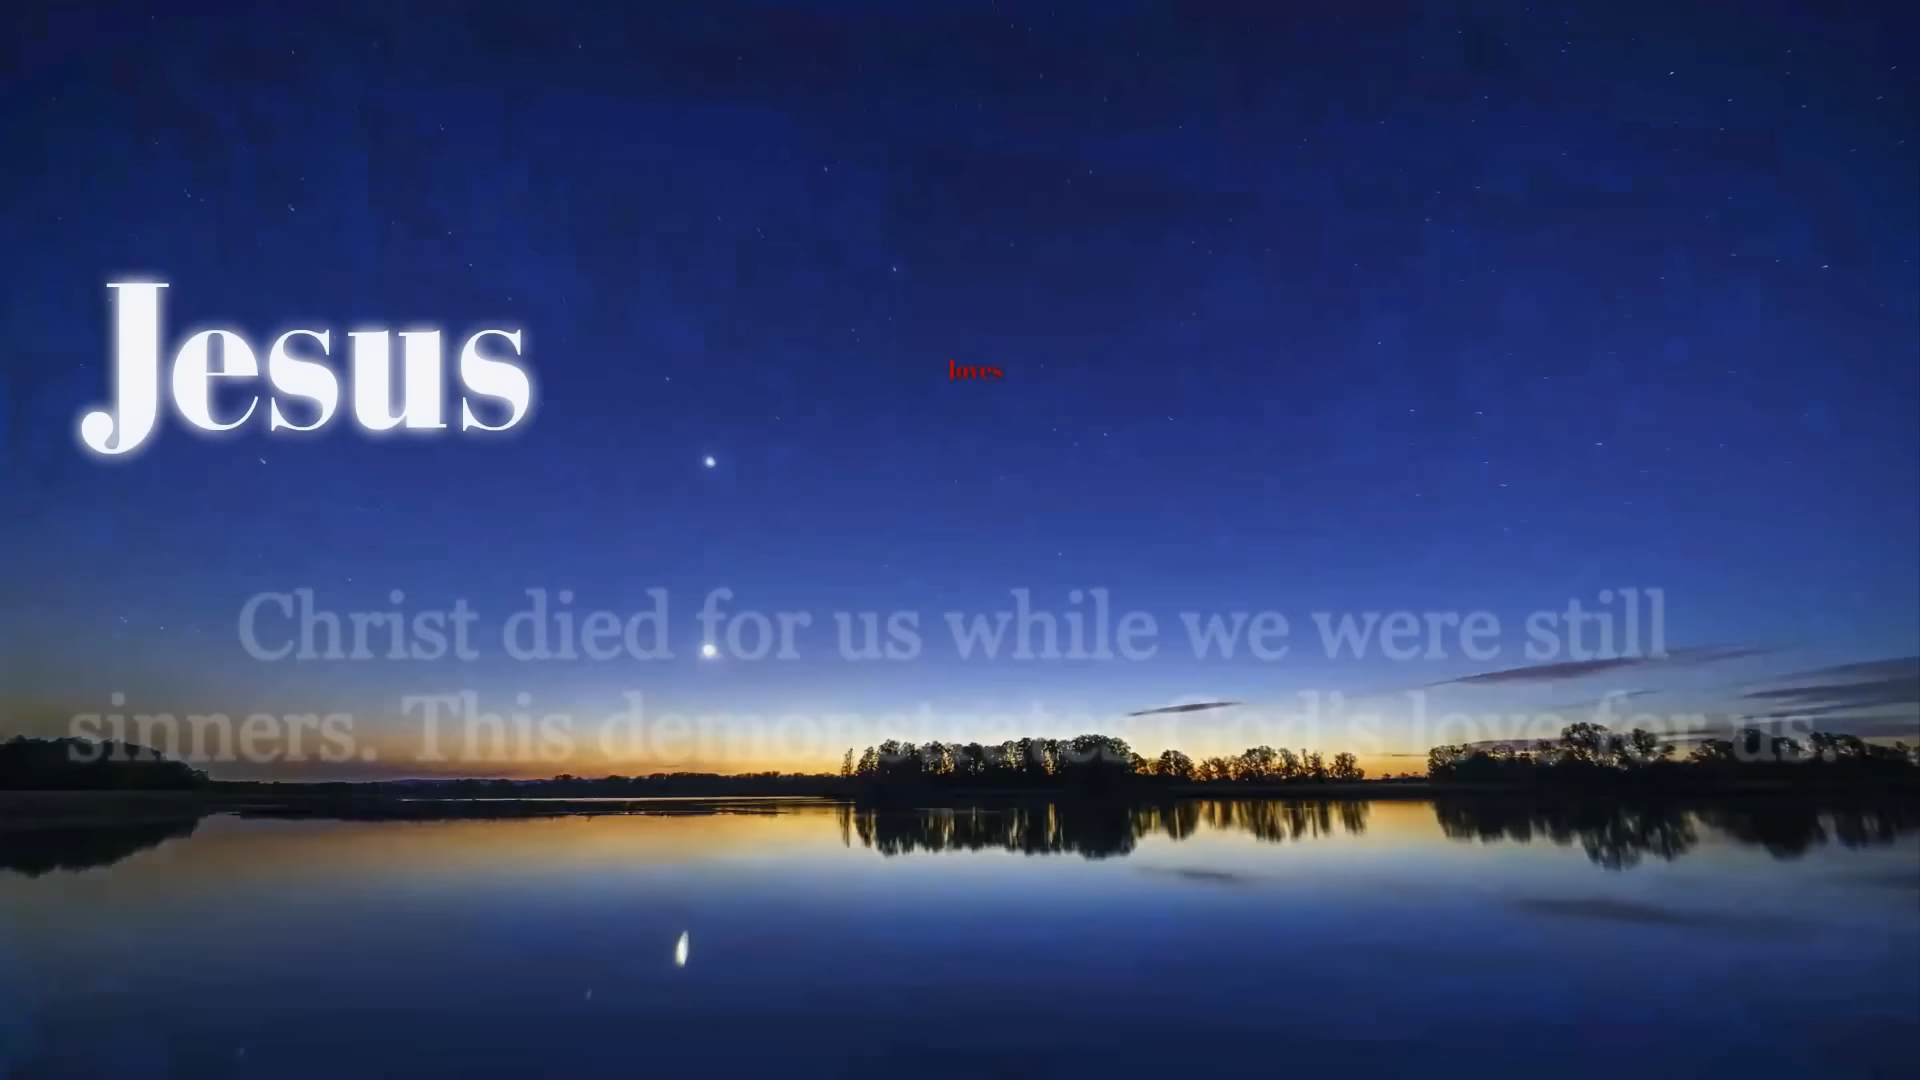 Jesus
loves
Christ died for us while we were still
sinners. This demonstrates God's love for us.